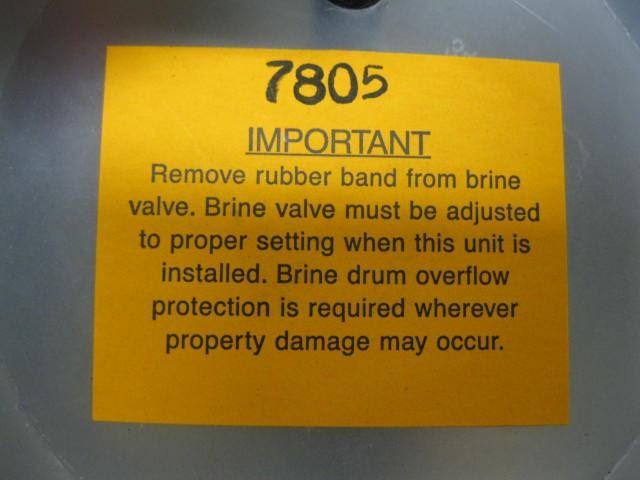 7805
IMPORTANT
Remove rubber band from brine
valve. Brine valve must be adjusted
to proper setting when this unit is
installed. Brine drum overflow
protection is required wherever
property damage may occur.